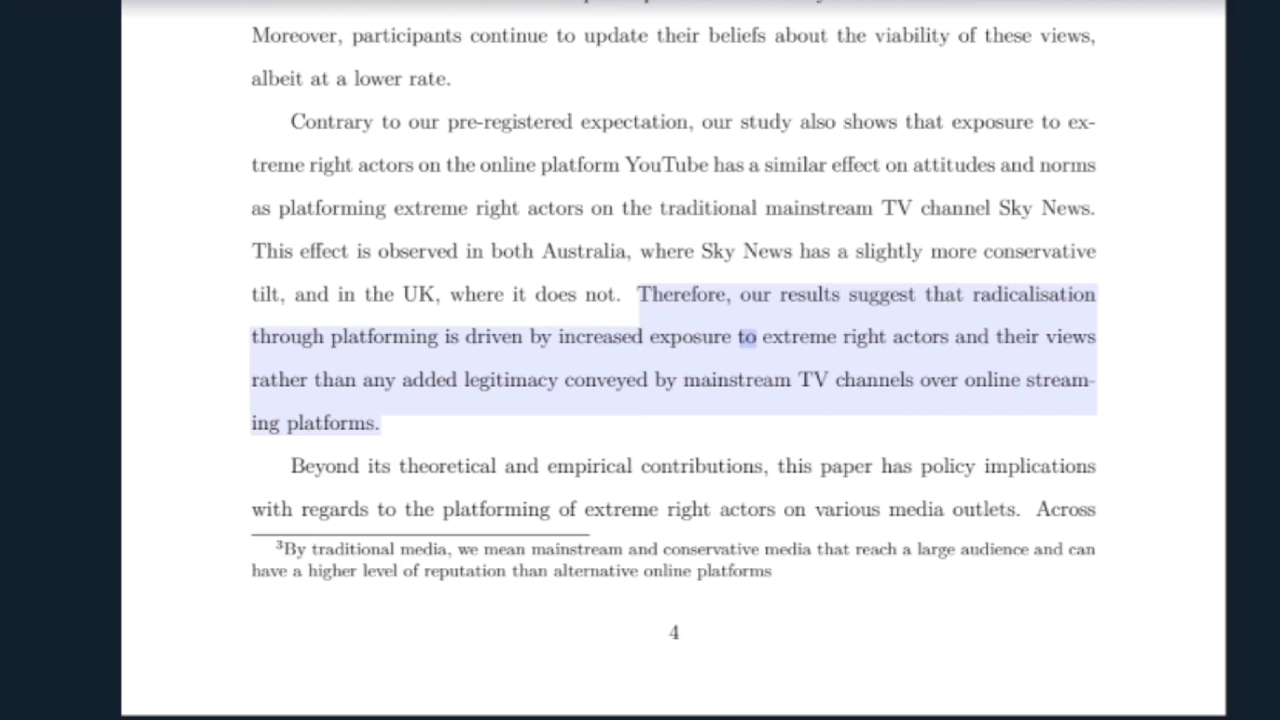 Moreover, participants continue to update their beliefs about the viability of these views,
albeit at a lower rate.
Contrary to our pre-registered expectation, our study also shows that exposure to ex-
treme right actors on the online platform YouTube has a similar effect on attitudes and norms
as platforming extreme right actors on the traditional mainstream TV channel Sky News.
This effect is observed in both Australia, where Sky News has a slightly more conservative
tilt, and in the UK, where it does not. Therefore, our results suggest that radicalisation
through platforming is driven by increased exposure to extreme right actors and their views
rather than any added legitimacy conveyed by mainstream TV channels over online stream-
ing platforms.
Beyond its theoretical and empirical contributions, this paper has policy implications
with regards to the platforming of extreme right actors on various media outlets. Across
3By traditional media, we mean mainstream and conservative media that reach a large audience and can
have a higher level of reputation than alternative online platforms
4